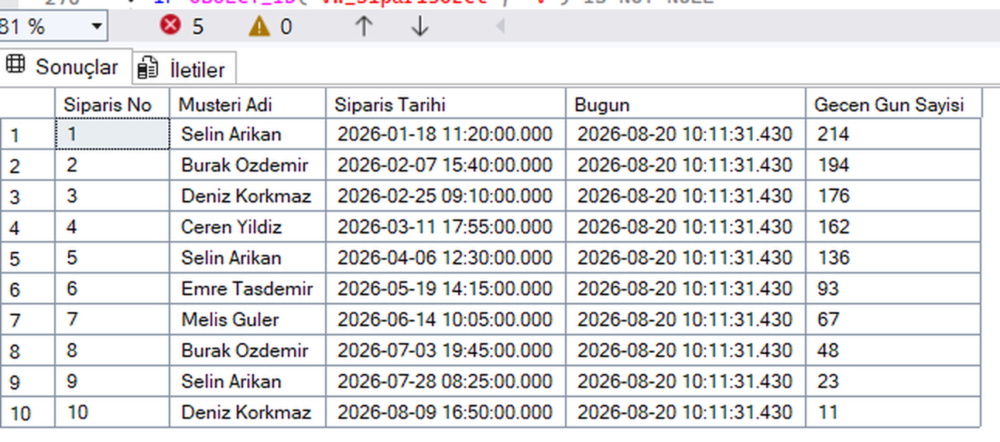 81 % 5 0
Sonuçlar İletiler
Siparis No Musteri Adi Siparis Tarihi Bugun Gecen Gun Sayisi
1 1 Selin Arikan 2026-01-18 11:20:00.000 2026-08-20 10:11:31.430 214
2 2 Burak Ozdemir 2026-02-07 15:40:00.000 2026-08-20 10:11:31.430 194
3 3 Deniz Korkmaz 2026-02-25 09:10:00.000 2026-08-20 10:11:31.430 176
4 4 Ceren Yildiz 2026-03-11 17:55:00.000 2026-08-20 10:11:31.430 162
5 5 Selin Arikan 2026-04-06 12:30:00.000 2026-08-20 10:11:31.430 136
6 6 Emre Tasdemir 2026-05-19 14:15:00.000 2026-08-20 10:11:31.430 93
7 7 Melis Guler 2026-06-14 10:05:00.000 2026-08-20 10:11:31.430 67
8 8 Burak Ozdemir 2026-07-03 19:45:00.000 2026-08-20 10:11:31.430 48
9 9 Selin Arikan 2026-07-28 08:25:00.000 2026-08-20 10:11:31.430 23
10 10 Deniz Korkmaz 2026-08-09 16:50:00.000 2026-08-20 10:11:31.430 11